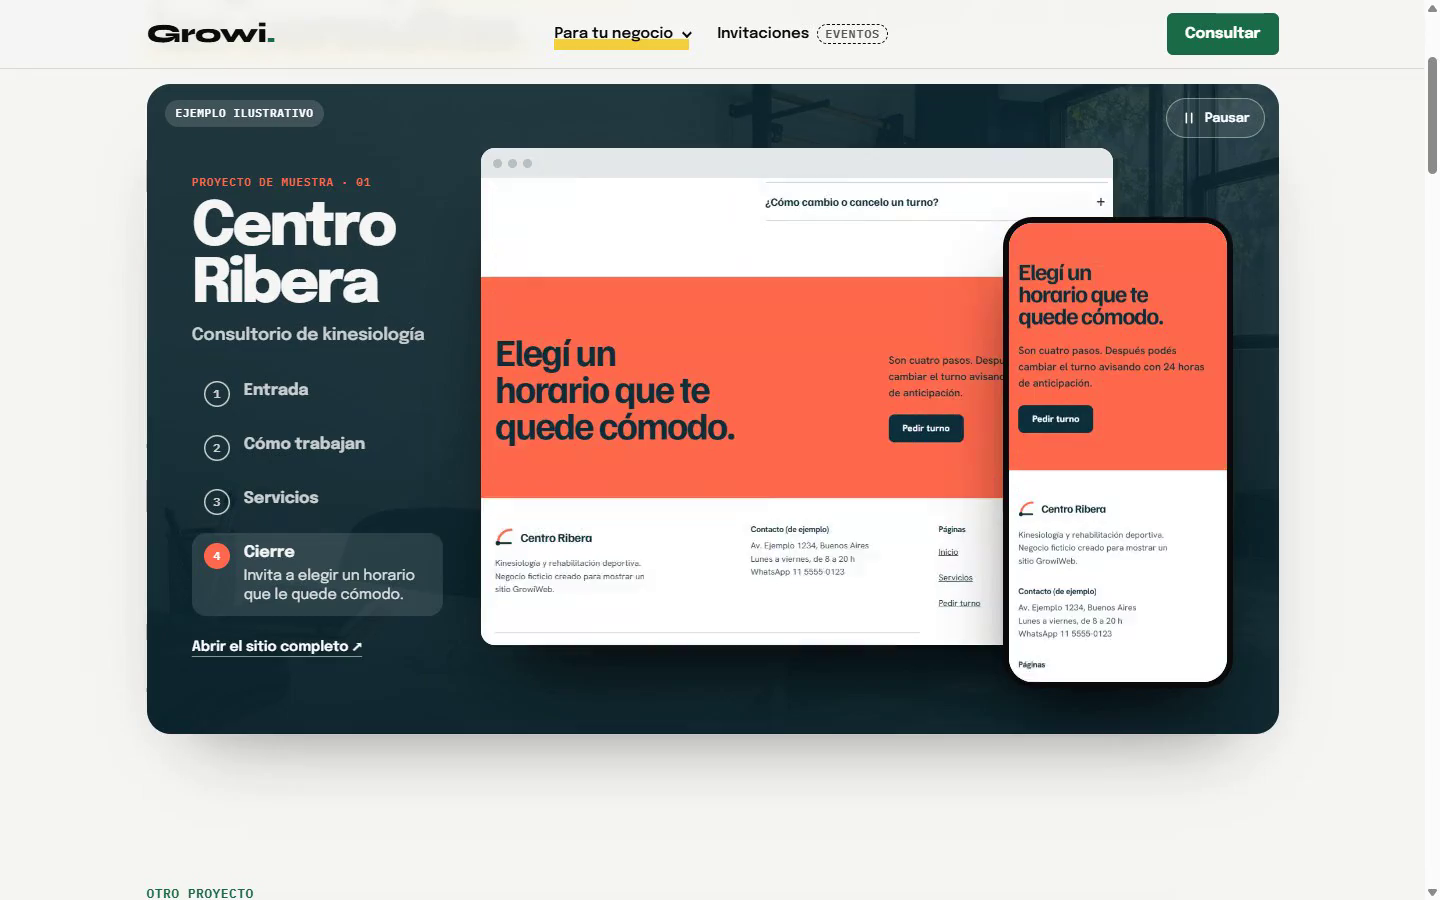 Growi.
Para tu negocio
Invitaciones
EVENTOS
Consultar
EJEMPLO ILUSTRATIVO
Pausar
PROYECTO DE MUESTRA · 01
Centro
Ribera
Consultorio de kinesiología
1 Entrada
2 Cómo trabajan
3 Servicios
4 Cierre
Invita a elegir un horario
que le quede cómodo.
Abrir el sitio completo ↗
¿Cómo cambio o cancelo un turno? +
Elegí un
horario que te
quede cómodo.
Son cuatro pasos. Despu
cambiar el turno avisand
de anticipación.
Pedir turno
Centro Ribera
Kinesiología y rehabilitación deportiva.
Negocio ficticio creado para mostrar un
sitio GrowiWeb.
Contacto (de ejemplo)
Av. Ejemplo 1234, Buenos Aires
Lunes a viernes, de 8 a 20 h
WhatsApp 11 5555-0123
Páginas
Inicio
Servicios
Pedir turno
Elegí un
horario que te
quede cómodo.
Son cuatro pasos. Después podés
cambiar el turno avisando con 24 horas
de anticipación.
Pedir turno
Centro Ribera
Kinesiología y rehabilitación deportiva.
Negocio ficticio creado para mostrar un
sitio GrowiWeb.
Contacto (de ejemplo)
Av. Ejemplo 1234, Buenos Aires
Lunes a viernes, de 8 a 20 h
WhatsApp 11 5555-0123
Páginas
OTRO PROYECTO